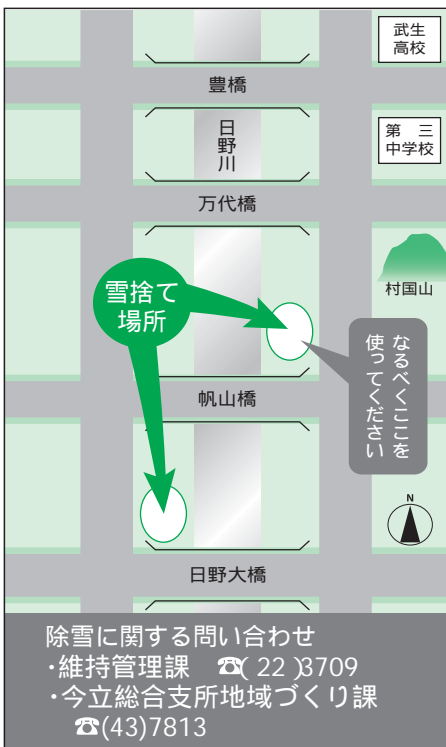 武生
高校
豊橋
日野川
第 三
中学校
万代橋
村国山
雪捨て
場所
なるべくここを
使ってください
帆山橋
N
日野大橋
除雪に関する問い合わせ
・維持管理課 ☎( 22 )3709
・今立総合支所地域づくり課
☎(43)7813